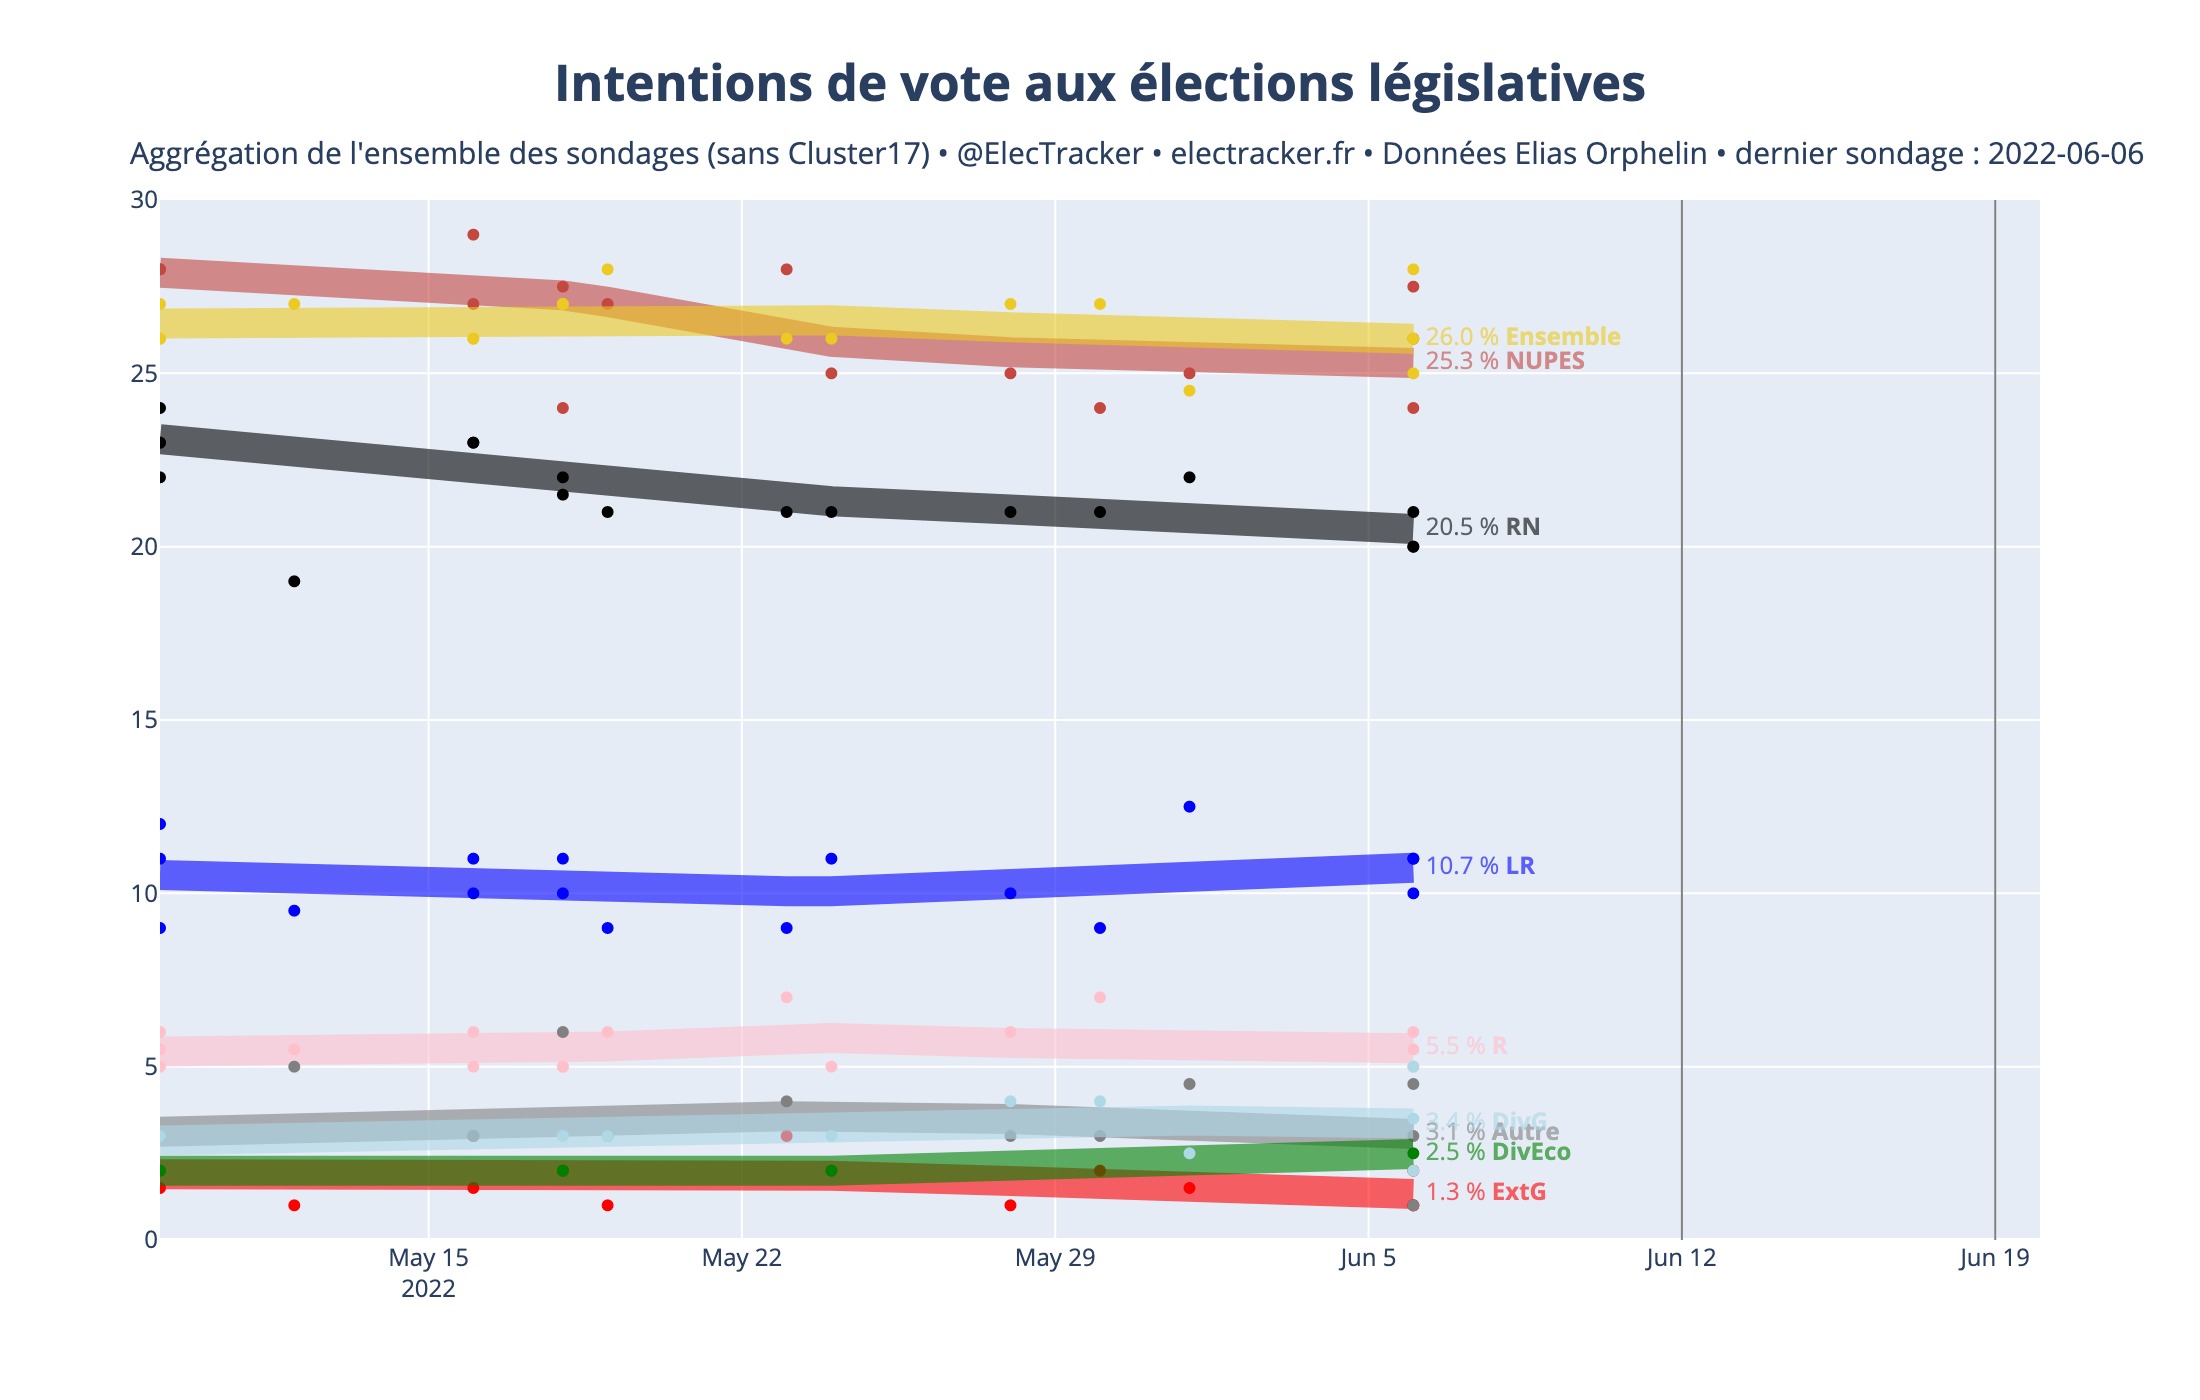 Intentions de vote aux élections législatives
Aggrégation de l'ensemble des sondages (sans Cluster17) • @ElecTracker • electracker.fr • Données Elias Orphelin • dernier sondage : 2022-06-06
30
25
20
15
10
5
0
26.0 % Ensemble
25.3 % NUPES
20.5 % RN
10.7 % LR
5.5 % R
3.4 % DivG
3.1 % Autre
2.5 % DivEco
1.3 % ExtG
May 15 May 22 May 29 Jun 5 Jun 12 Jun 19
2022